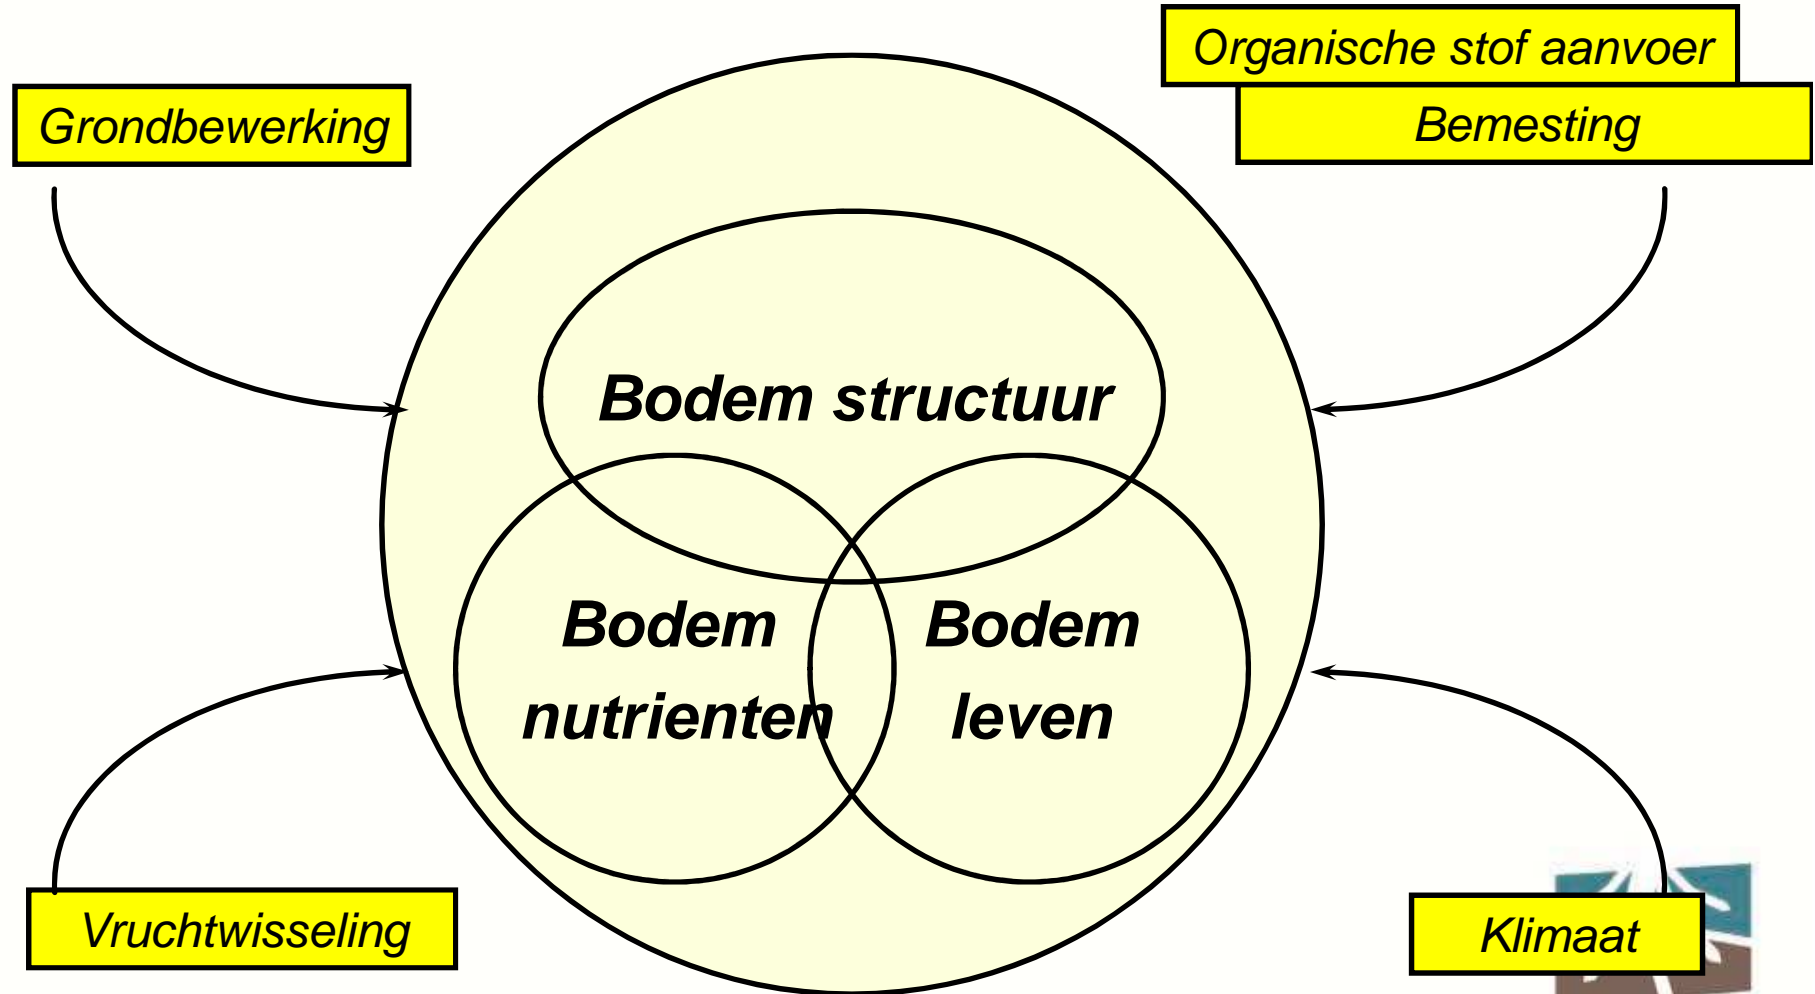 Organische stof aanvoer
Grondbewerking
Bemesting
Bodem structuur
Bodem
nutrienten
Bodem
leven
Vruchtwisseling
Klimaat